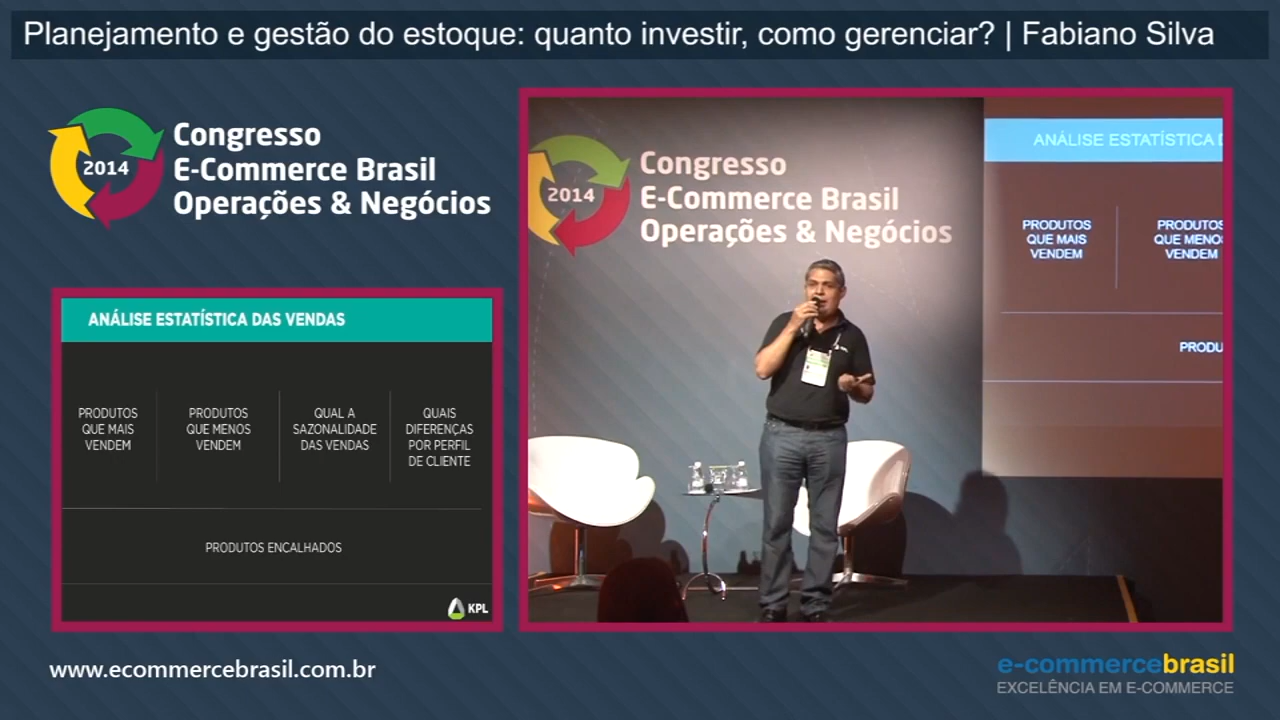 Planejamento e gestão do estoque: quanto investir, como gerenciar? | Fabiano Silva
2014
Congresso
E-Commerce Brasil
Operações & Negócios
ANÁLISE ESTATÍSTICA DAS VENDAS
PRODUTOS
QUE MAIS
VENDEM
PRODUTOS
QUE MENOS
VENDEM
QUAL A
SAZONALIDADE
DAS VENDAS
QUAIS
DIFERENÇAS
POR PERFIL
DE CLIENTE
PRODUTOS ENCALHADOS
KPL
2014
Congresso
E-Commerce Brasil
Operações & Negócios
ANÁLISE ESTATÍSTICA D
PRODUTOS
QUE MAIS
VENDEM
PRODUTOS
QUE MENOS
VENDEM
PRODU
www.ecommercebrasil.com.br
e-commercebrasil
EXCELÊNCIA EM E-COMMERCE